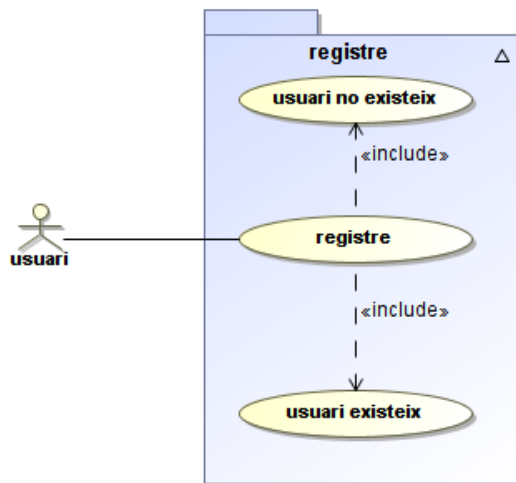 registre
usuari no existeix
«include»
registre
usuari
«include»
usuari existeix